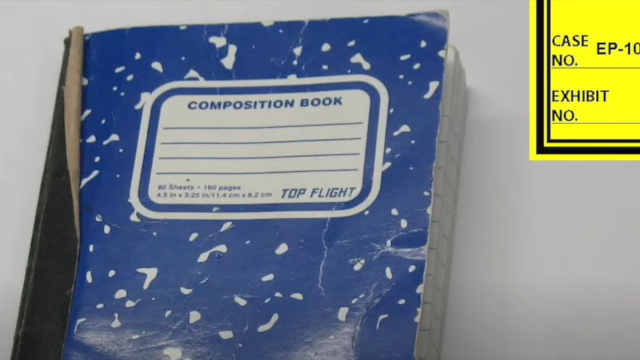 COMPOSITION BOOK
80 Sheets • 160 pages
4.5 in x 3.25 in/11.4 cm x 8.2 cm
TOP FLIGHT
CASE
NO. EP-10
EXHIBIT
NO.